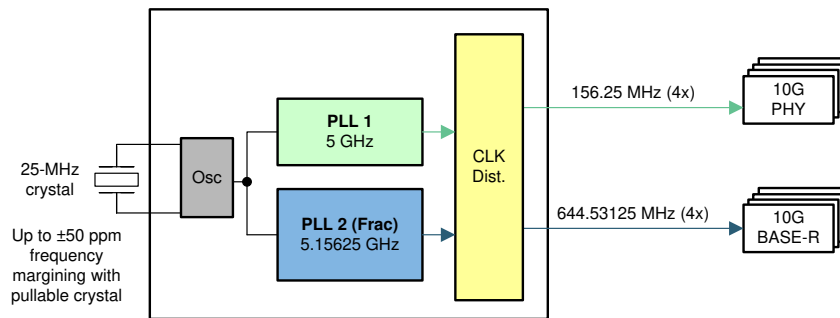 25-MHz
crystal
Up to ±50 ppm
frequency
margining with
pullable crystal
Osc
PLL 1
5 GHz
PLL 2 (Frac)
5.15625 GHz
CLK
Dist.
156.25 MHz (4x)
10G
PHY
644.53125 MHz (4x)
10G
BASE-R